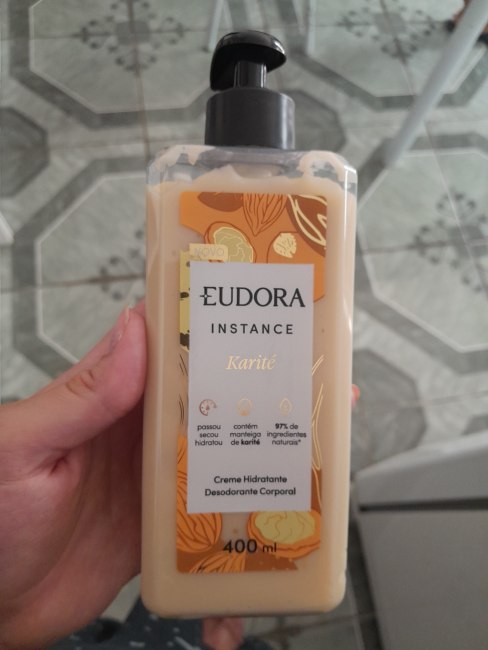 NOVO
EUDORA
INSTANCE
Karité
passou
secou
hidratou
contém
manteiga
de karité
97% de
ingredientes
naturais*
Creme Hidratante
Desodorante Corporal
400 ml